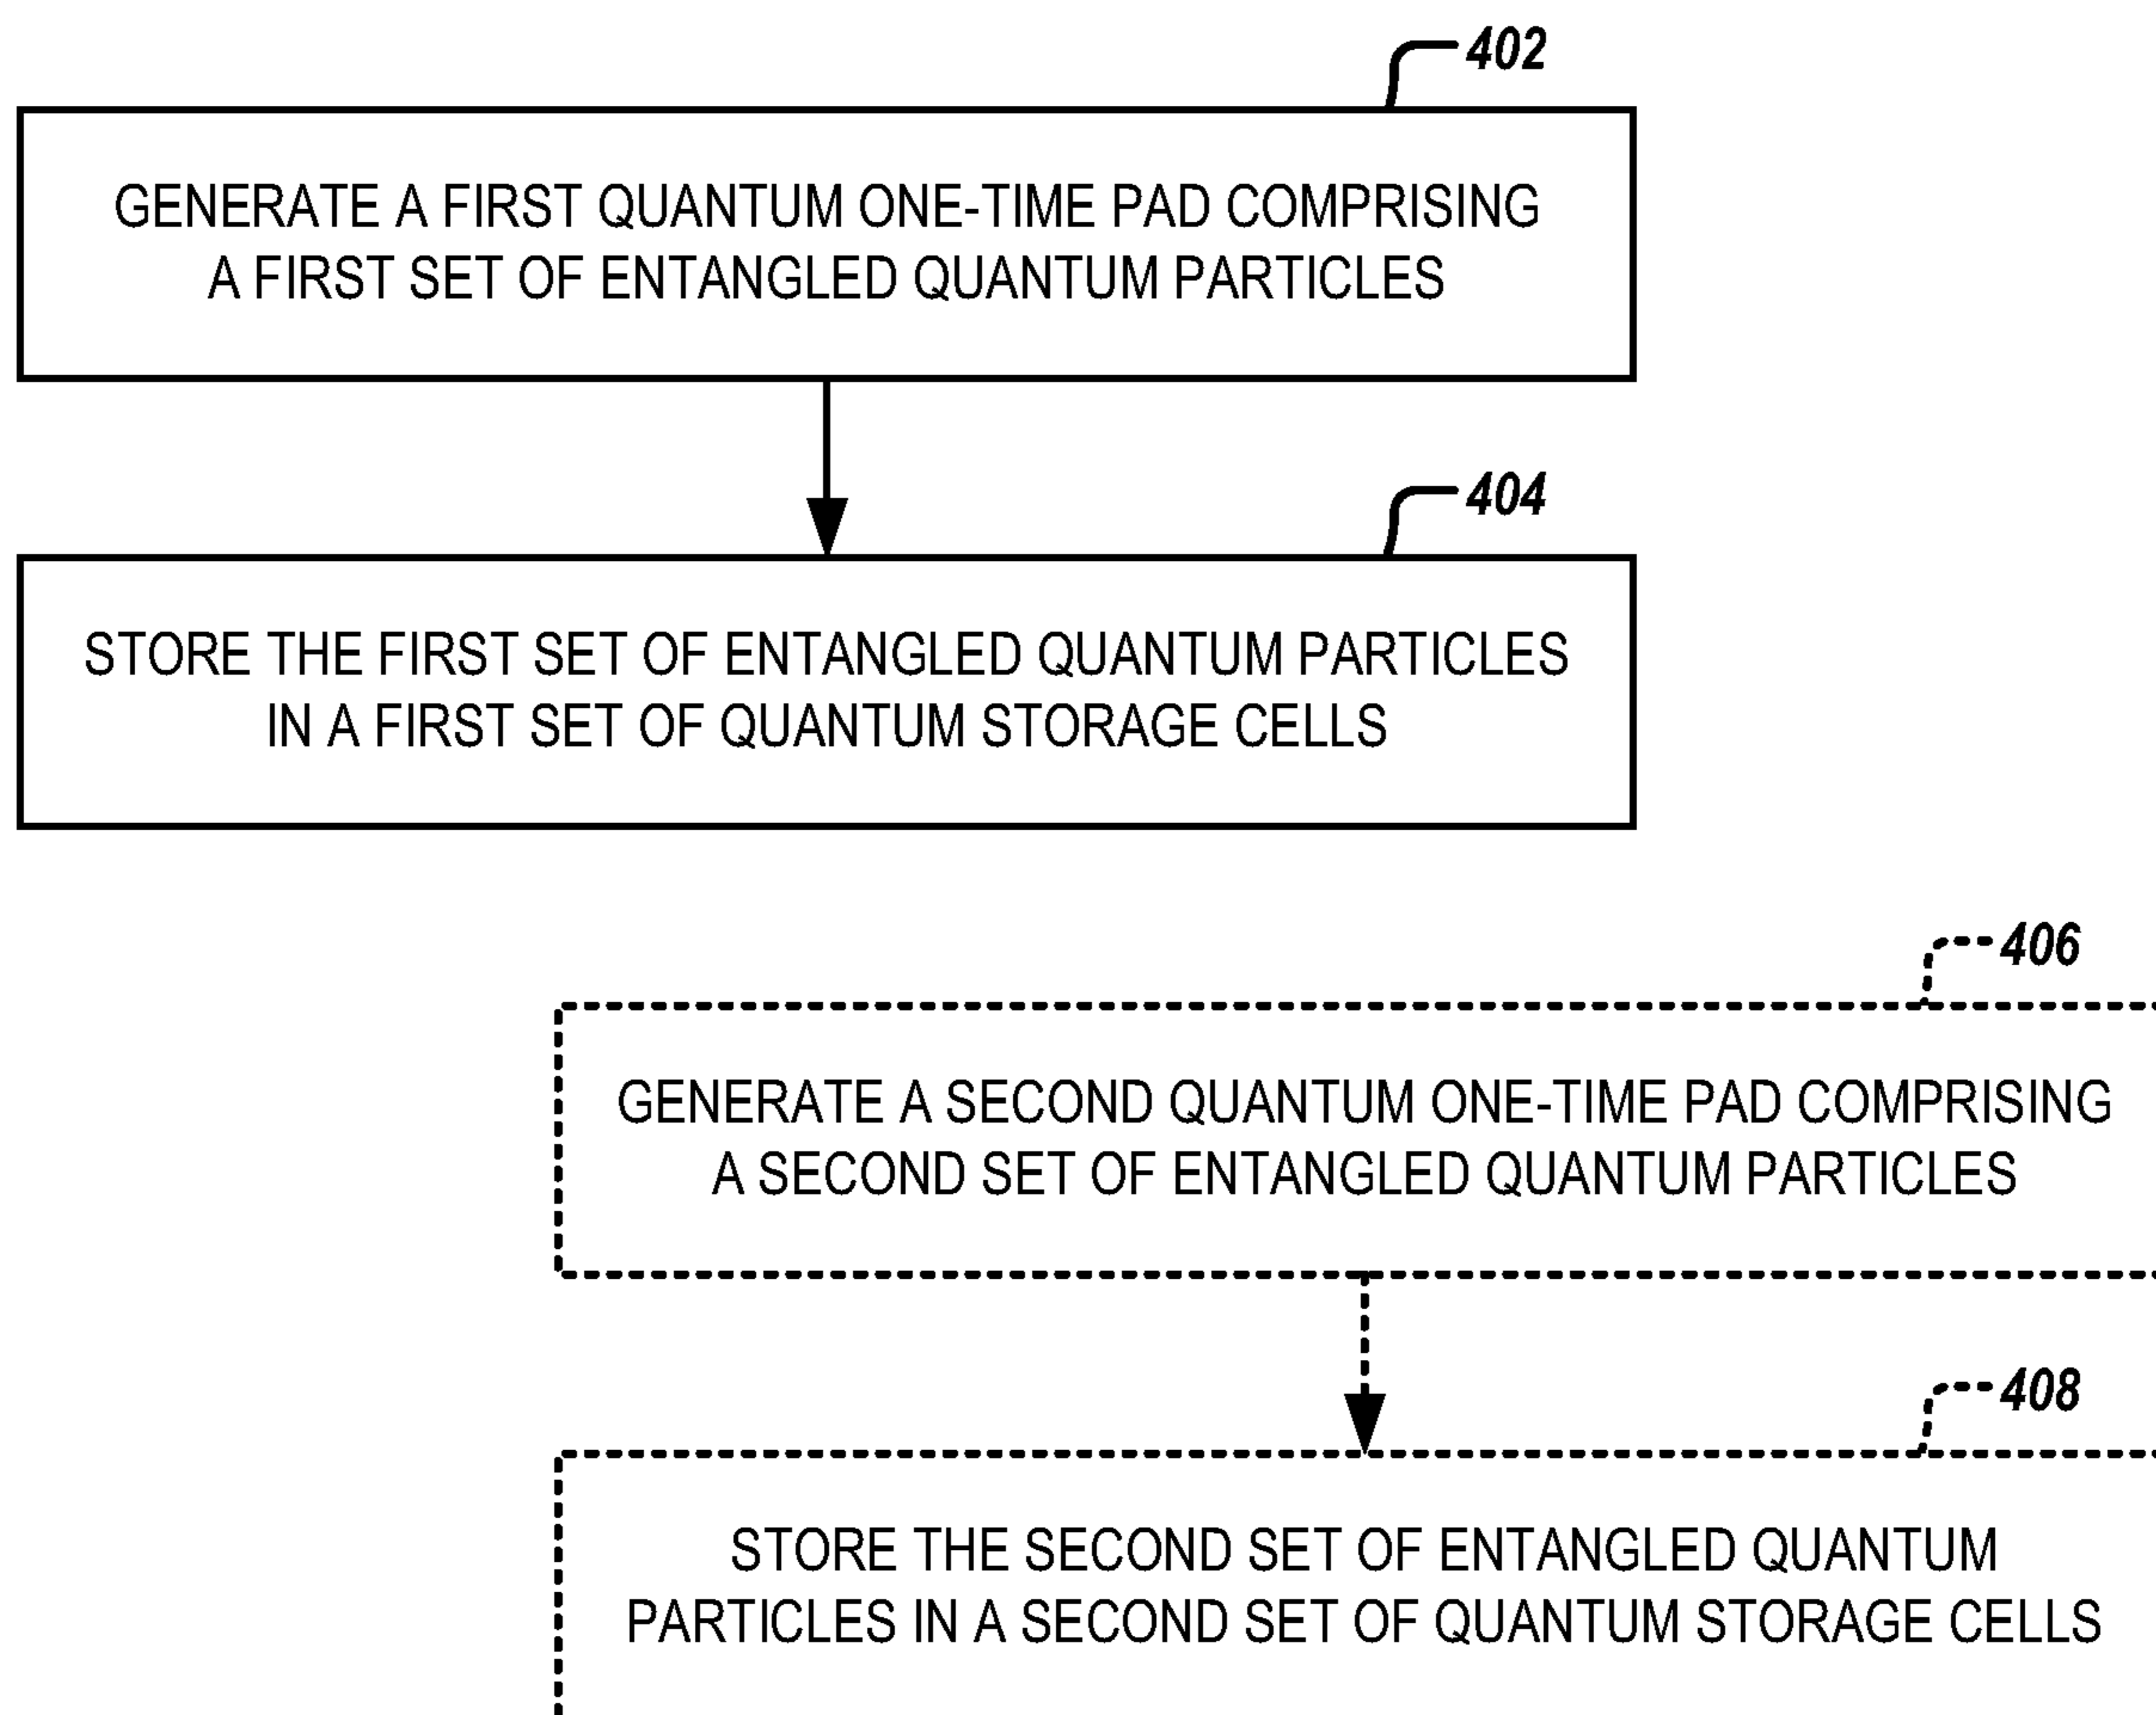 402
GENERATE A FIRST QUANTUM ONE-TIME PAD COMPRISING
A FIRST SET OF ENTANGLED QUANTUM PARTICLES
404
STORE THE FIRST SET OF ENTANGLED QUANTUM PARTICLES
IN A FIRST SET OF QUANTUM STORAGE CELLS
406
GENERATE A SECOND QUANTUM ONE-TIME PAD COMPRISING
A SECOND SET OF ENTANGLED QUANTUM PARTICLES
408
STORE THE SECOND SET OF ENTANGLED QUANTUM
PARTICLES IN A SECOND SET OF QUANTUM STORAGE CELLS